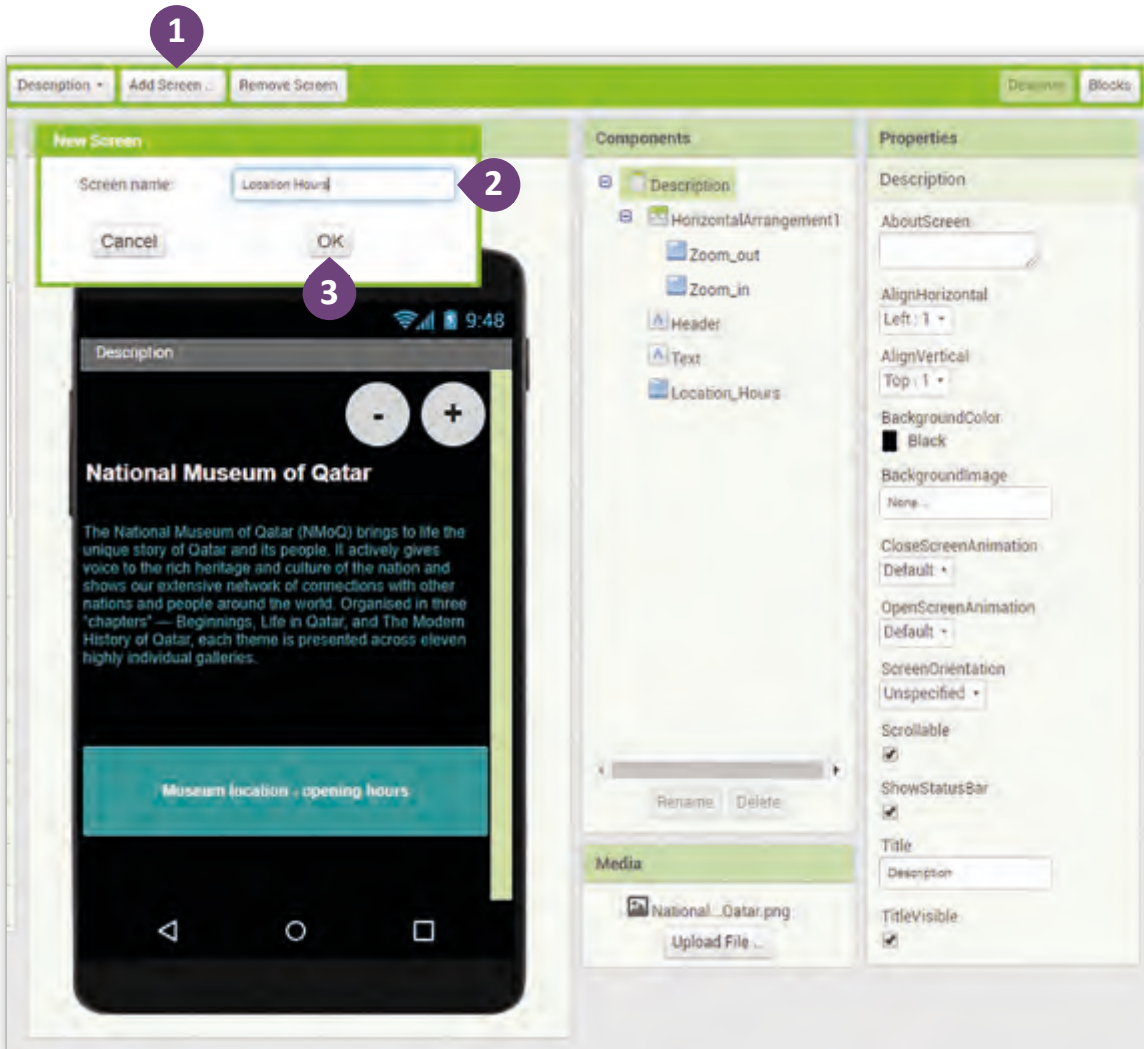 1
Description
Add Screen ...
Remove Screen
Designer
Blocks
New Screen
Screen name:
Location Hours
2
Cancel
OK
3
9:48
Description
-
+
National Museum of Qatar
The National Museum of Qatar (NMoQ) brings to life the
unique story of Qatar and its people. It actively gives
voice to the rich heritage and culture of the nation and
shows our extensive network of connections with other
nations and people around the world. Organised in three
"chapters" — Beginnings, Life in Qatar, and The Modern
History of Qatar, each theme is presented across eleven
highly individual galleries.
Museum location - opening hours
Components
Description
HorizontalArrangement1
Zoom_out
Zoom_in
A Header
A Text
Location_Hours
Rename
Delete
Media
National...Qatar.png
Upload File ...
Properties
Description
AboutScreen
AlignHorizontal
Left : 1
AlignVertical
Top : 1
BackgroundColor
Black
BackgroundImage
None...
CloseScreenAnimation
Default
OpenScreenAnimation
Default
ScreenOrientation
Unspecified
Scrollable
ShowStatusBar
Title
Description
TitleVisible